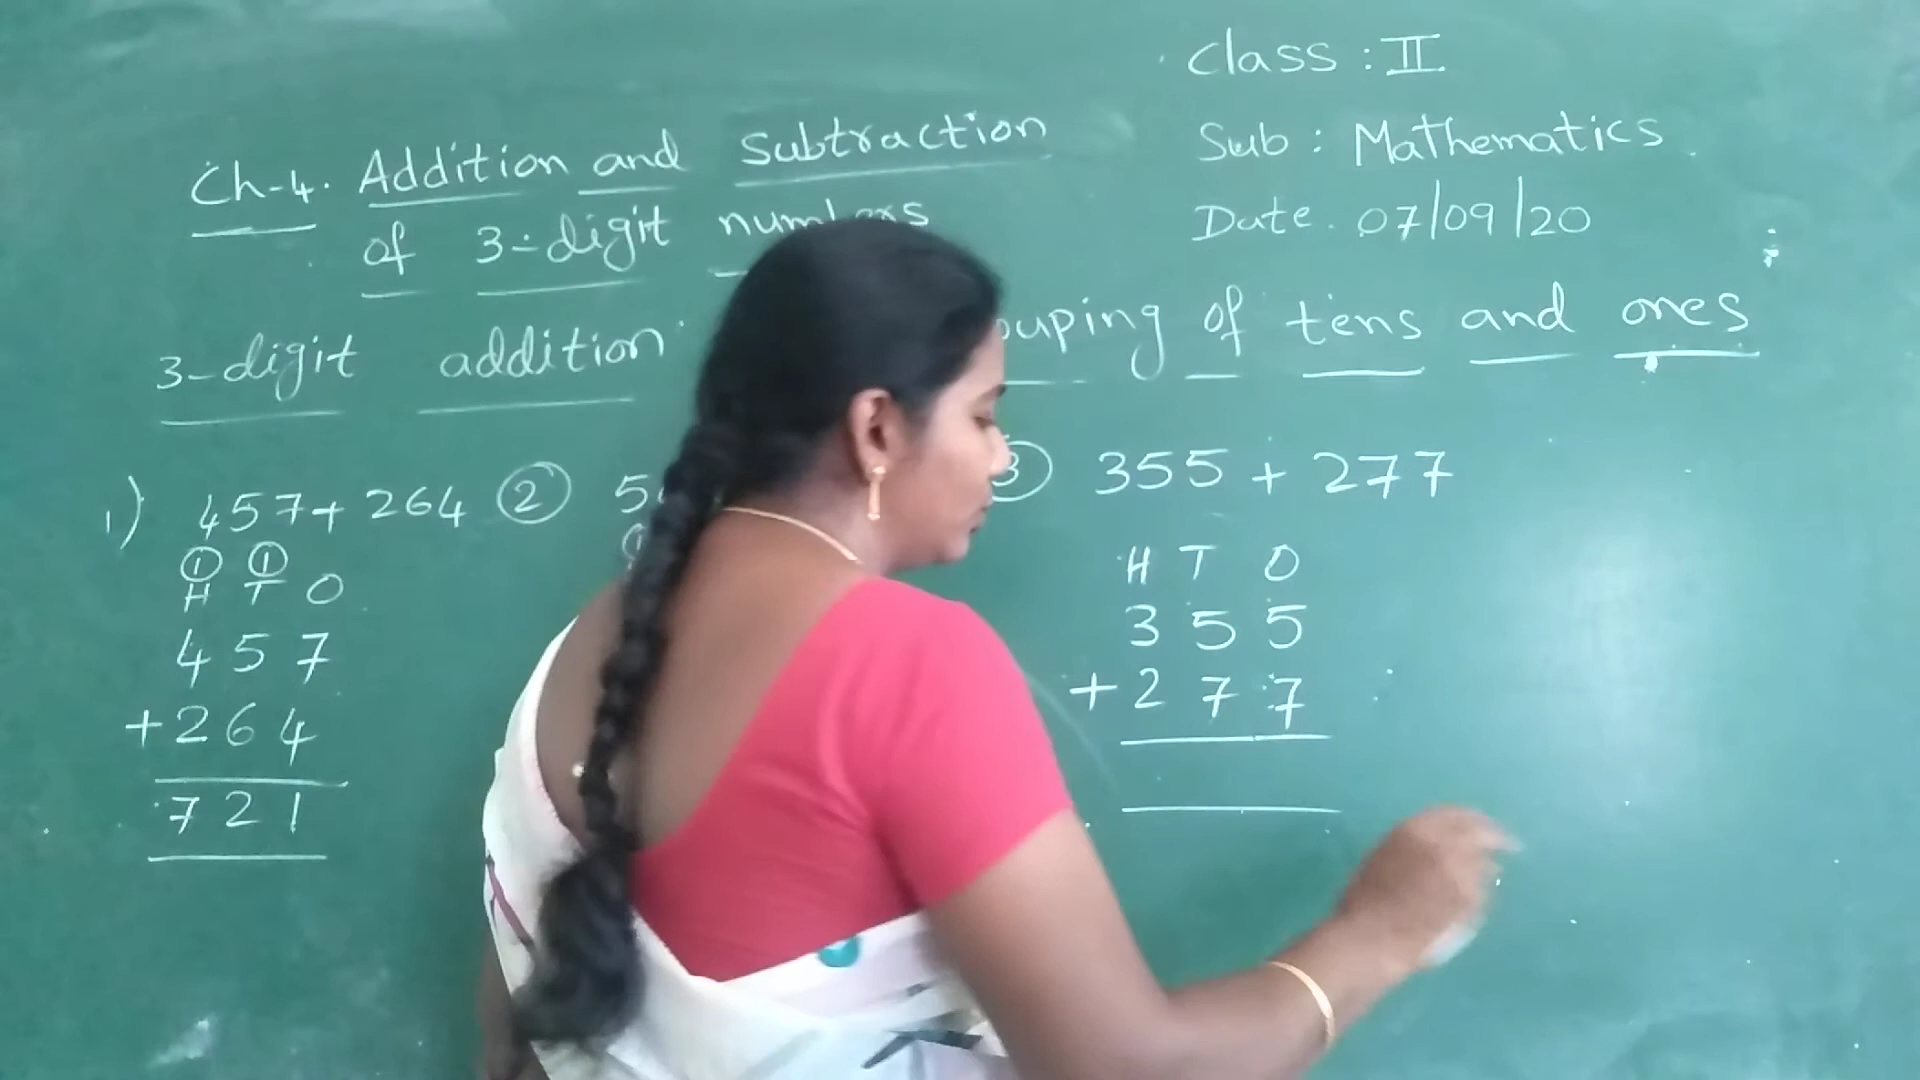 Class : II
Sub : Mathematics
Date. 07/09/20
Ch-4. Addition and Subtraction
of 3-digit numbers
3-digit addition of tens and ones
1) 457+264
1 1
H T O
4 5 7
+ 2 6 4
7 2 1
2
3 355 + 277
H T O
3 5 5
+ 2 7 7